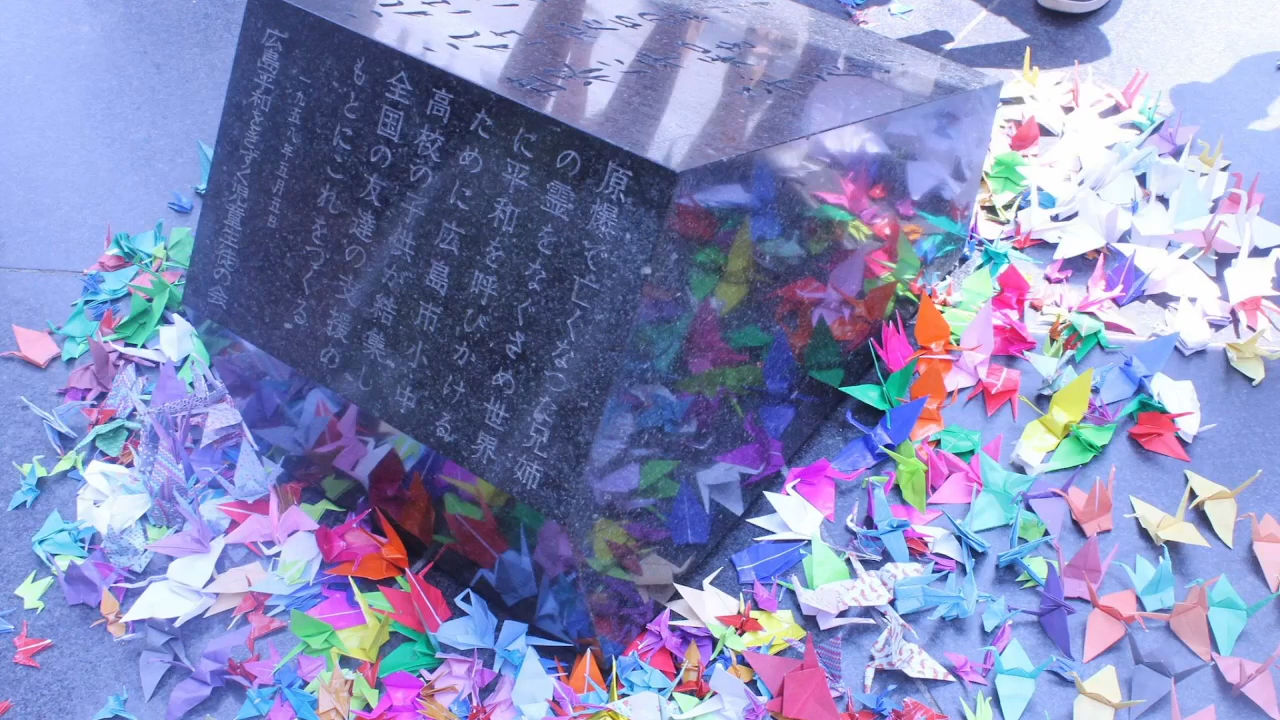 原爆で亡くなつた兄姉
の霊をなぐさめ世界
に平和を呼びかける
ために広島市小中
高校の子供が結集し
全国の友達の支援の
もとにこれをつくる
一九五八年五月五日
広島平和をきずく児童生徒の会